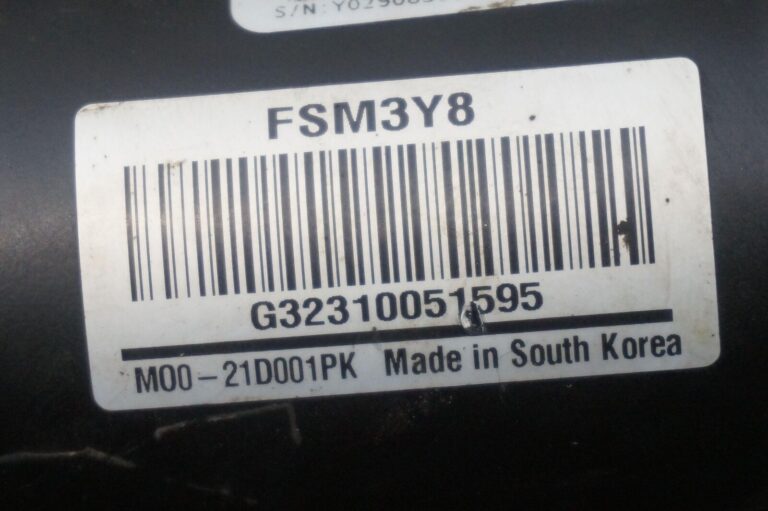 S/N:
FSM3Y8
G32310051595
M00-21D001PK Made in South Korea